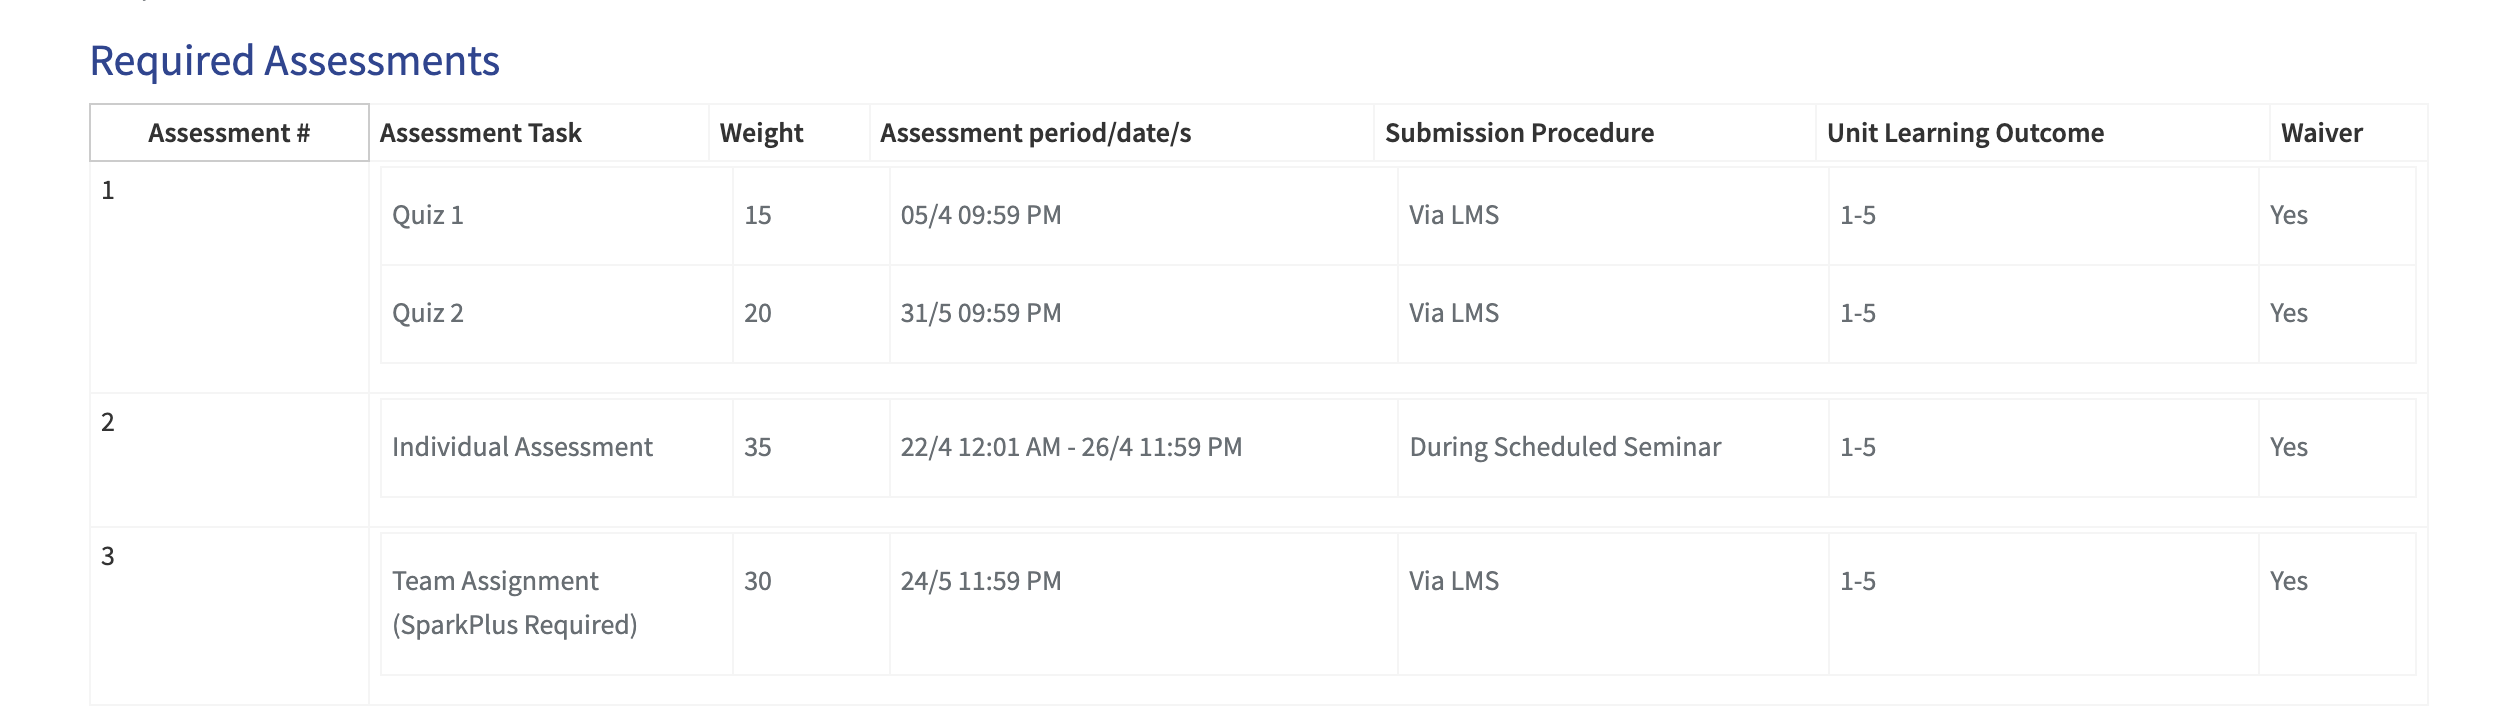 Required Assessments
Assessment # Assessment Task Weight Assessment period/date/s Submission Procedure Unit Learning Outcome Waiver
1
Quiz 1 15 05/4 09:59 PM Via LMS 1-5 Yes
Quiz 2 20 31/5 09:59 PM Via LMS 1-5 Yes
2
Individual Assessment 35 22/4 12:01 AM - 26/4 11:59 PM During Scheduled Seminar 1-5 Yes
3
Team Assignment 30 24/5 11:59 PM Via LMS 1-5 Yes
(SparkPlus Required)